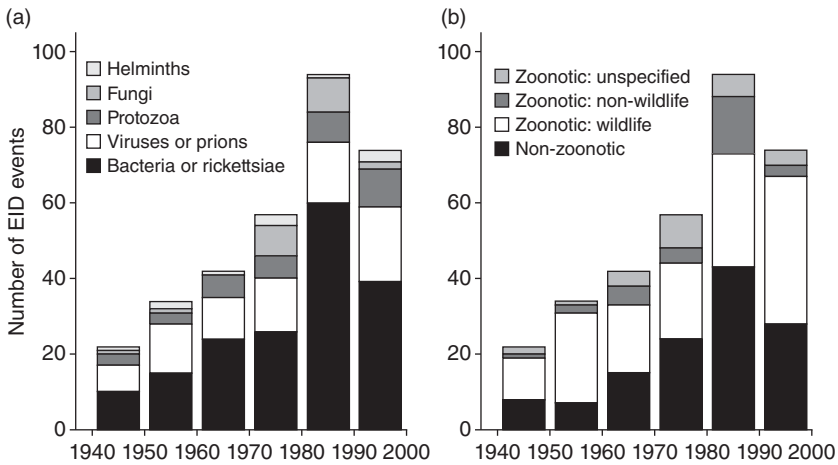 (a)
Number of EID events
100
80
60
40
20
0
Helminths
Fungi
Protozoa
Viruses or prions
Bacteria or rickettsiae
1940 1950 1960 1970 1980 1990 2000
(b)
100
80
60
40
20
0
Zoonotic: unspecified
Zoonotic: non-wildlife
Zoonotic: wildlife
Non-zoonotic
1940 1950 1960 1970 1980 1990 2000